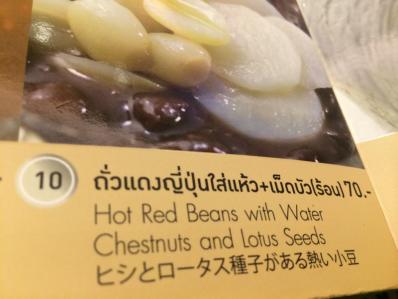 10 ถั่วแดงญี่ปุ่นใส่แห้ว+เม็ดบัว(ร้อน) 70.-
Hot Red Beans with Water
Chestnuts and Lotus Seeds
ヒシとロータス種子がある熱い小豆